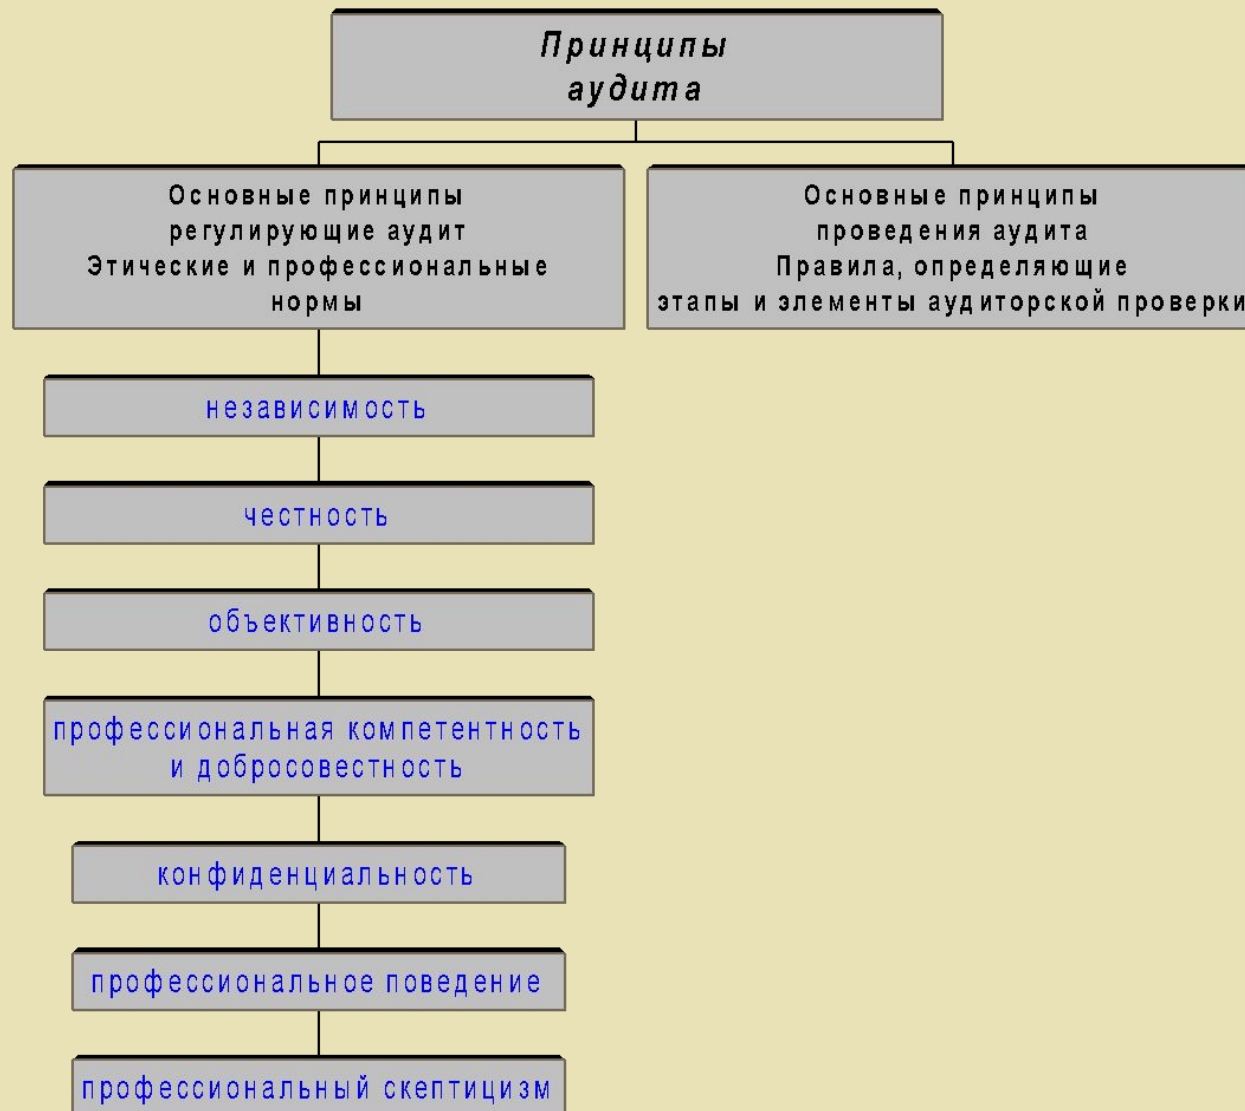 Принципы
аудита
Основные принципы
регулирующие аудит
Этические и профессиональные
нормы
Основные принципы
проведения аудита
Правила, определяющие
этапы и элементы аудиторской проверки
независимость
честность
объективность
профессиональная компетентность
и добросовестность
конфиденциальность
профессиональное поведение
профессиональный скептицизм